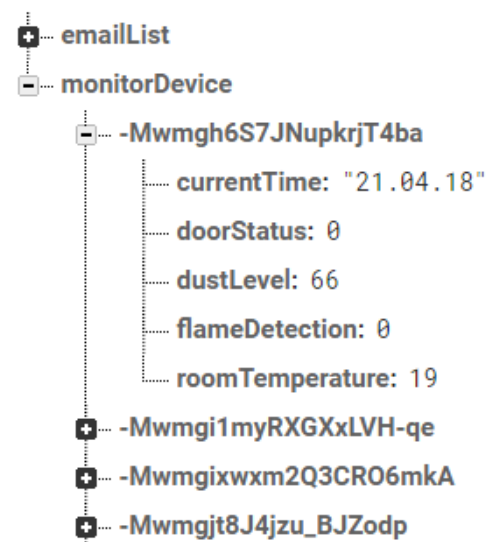 emailList
monitorDevice
-Mwmgh6S7JNupkrjT4ba
currentTime: "21.04.18"
doorStatus: 0
dustLevel: 66
flameDetection: 0
roomTemperature: 19
-Mwmgi1myRXGXxLVH-qe
-Mwmgixwxm2Q3CRO6mkA
-Mwmgjt8J4jzu_BJZodp